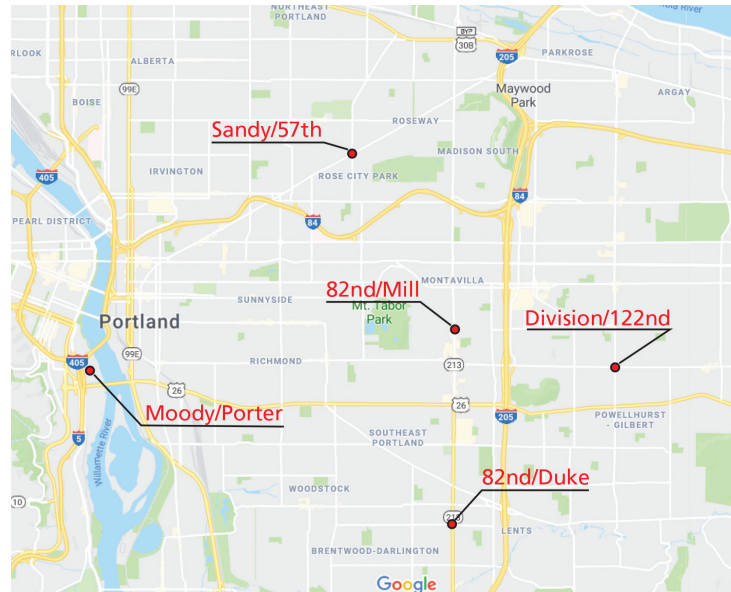 NORTHEAST
PORTLAND
BYP
30B
205
PARKROSE
ALBERTA
99E
Maywood
Park
ARGAY
BOISE
Sandy/57th
ROSEWAY
MADISON SOUTH
IRVINGTON
ROSE CITY PARK
405
84
PEARL DISTRICT
84
MONTAVILLA
82nd/Mill
SUNNYSIDE
Mt. Tabor
Park
Division/122nd
Portland
99E
RICHMOND
213
405
26
26
Moody/Porter
205
POWELLHURST
- GILBERT
5
SOUTHEAST
PORTLAND
Willamette River
82nd/Duke
WOODSTOCK
10
213
LENTS
BRENTWOOD-DARLINGTON
Google